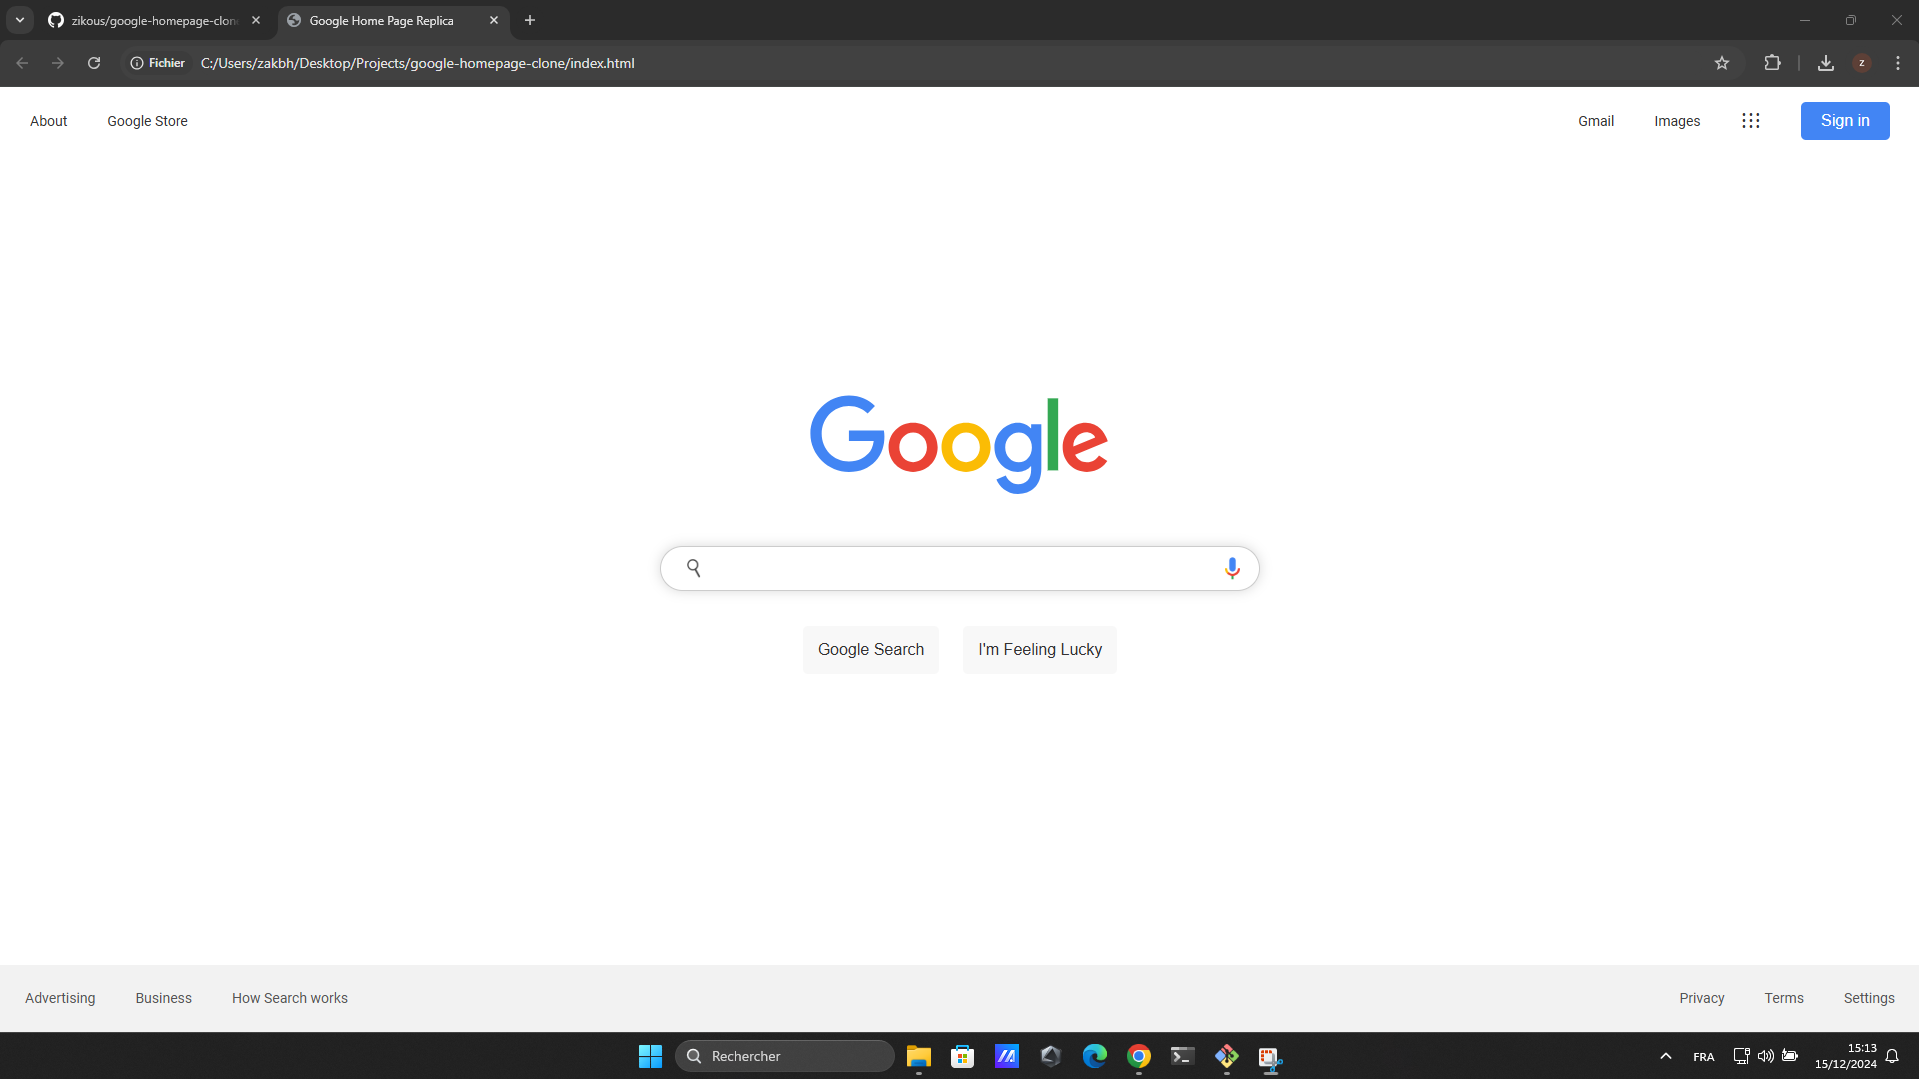 zikous/google-homepage-clon
Google Home Page Replica
Fichier
C:/Users/zakbh/Desktop/Projects/google-homepage-clone/index.html
z
About
Google Store
Gmail
Images
Sign in
Google
Google Search
I'm Feeling Lucky
Advertising
Business
How Search works
Privacy
Terms
Settings
Rechercher
FRA
15:13
15/12/2024